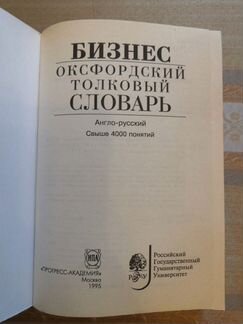 БИЗНЕС
ОКСФОРДСКИЙ
ТОЛКОВЫЙ
СЛОВАРЬ
Англо-русский
Свыше 4000 понятий
"ПРОГРЕСС-АКАДЕМИЯ"
Москва
1995
Российский
Государственный
Гуманитарный
Университет